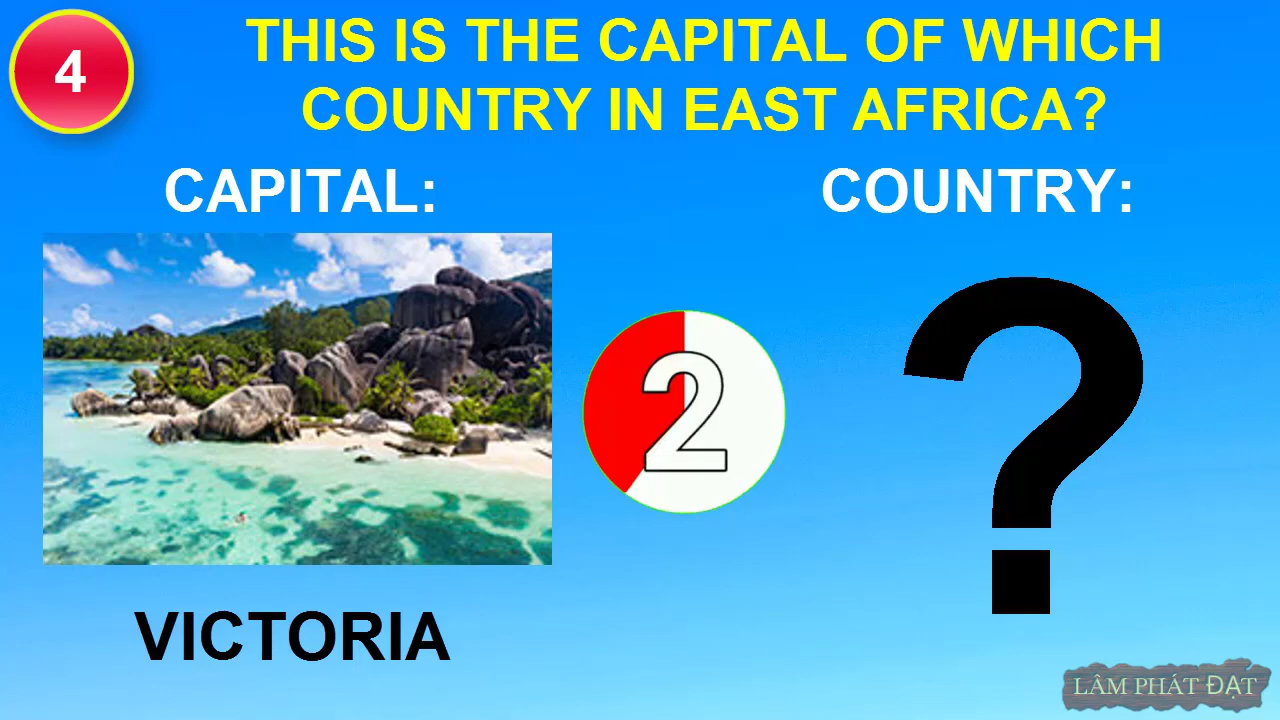 4
THIS IS THE CAPITAL OF WHICH
COUNTRY IN EAST AFRICA?
CAPITAL:
COUNTRY:
2
?
VICTORIA
LÂM PHÁT ĐẠT